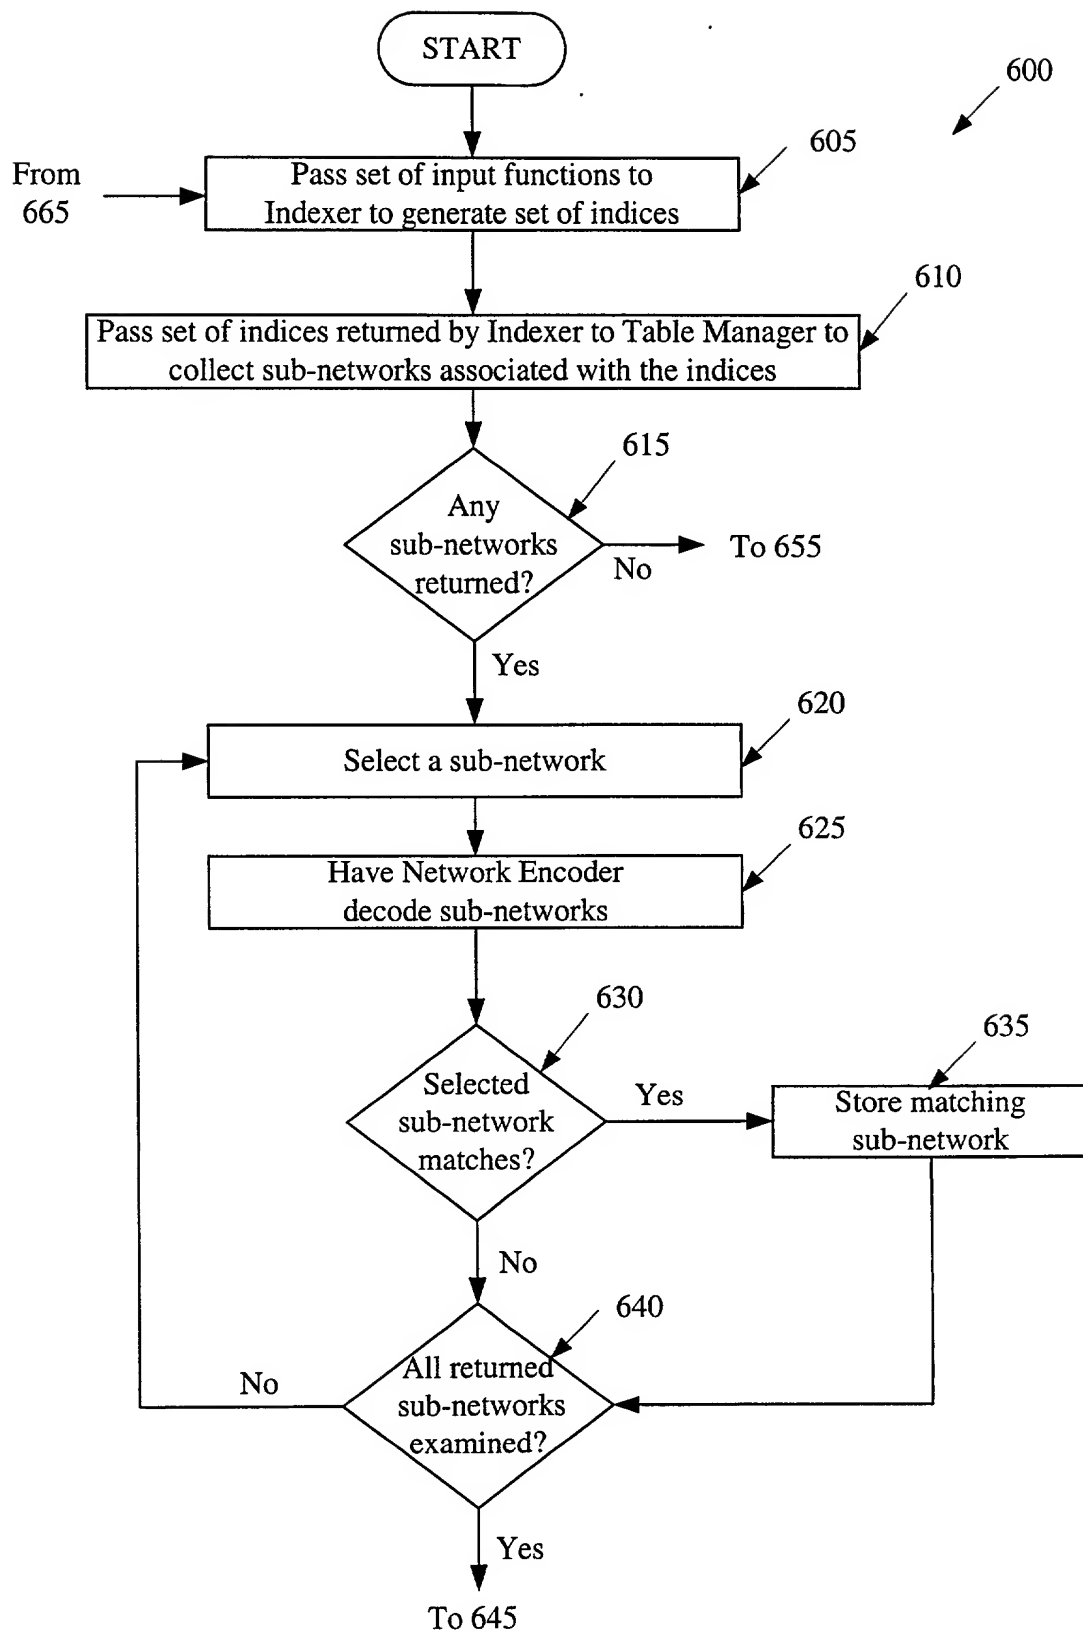 START
600
605
From
665
Pass set of input functions to
Indexer to generate set of indices
610
Pass set of indices returned by Indexer to Table Manager to
collect sub-networks associated with the indices
615
Any
sub-networks
returned?
No
To 655
Yes
620
Select a sub-network
625
Have Network Encoder
decode sub-networks
630
Selected
sub-network
matches?
Yes
635
Store matching
sub-network
No
640
All returned
sub-networks
examined?
No
Yes
To 645